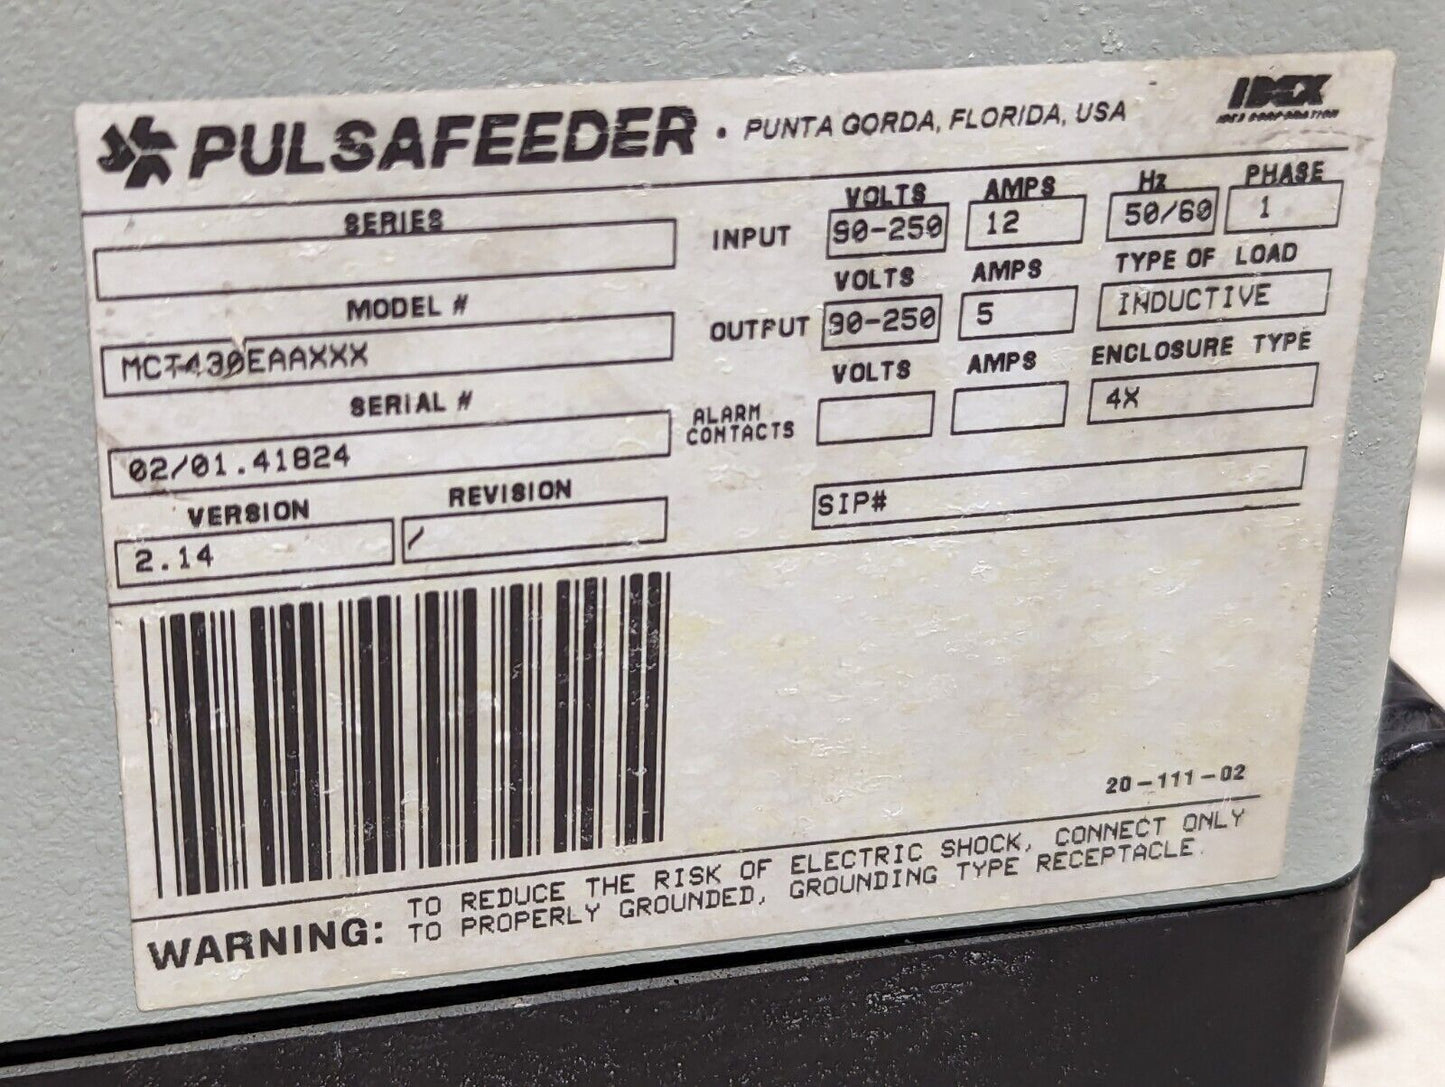 PULSAFEEDER • PUNTA GORDA, FLORIDA, USA
IDEX
IDEX CORPORATION
SERIES
MODEL #
MCT430EAAXXX
SERIAL #
02/01.41824
VERSION
REVISION
2.14
/
VOLTS AMPS Hz PHASE
INPUT 90-250 12 50/60 1
VOLTS AMPS TYPE OF LOAD
OUTPUT 90-250 5 INDUCTIVE
VOLTS AMPS ENCLOSURE TYPE
ALARM
CONTACTS
4X
SIP#
20-111-02
WARNING:
TO REDUCE THE RISK OF ELECTRIC SHOCK, CONNECT ONLY
TO PROPERLY GROUNDED, GROUNDING TYPE RECEPTACLE.